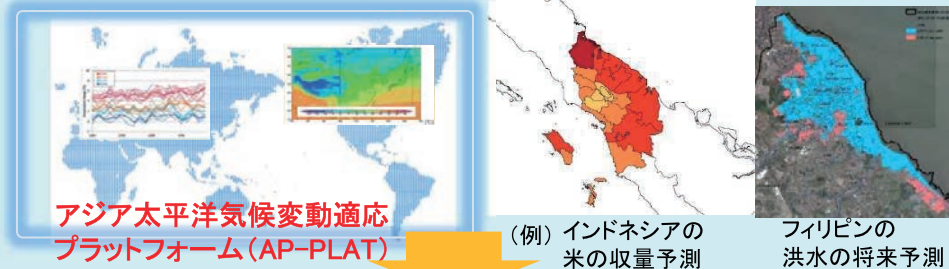 アジア太平洋気候変動適応
プラットフォーム(AP-PLAT)
(例) インドネシアの
米の収量予測
フィリピンの
洪水の将来予測